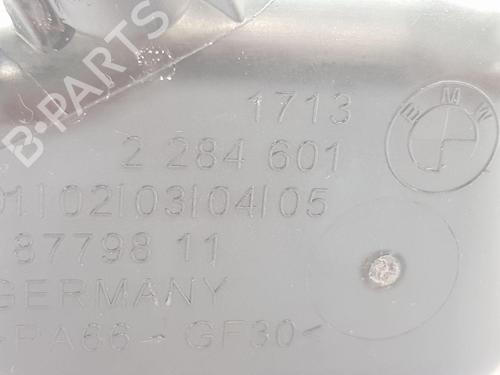 1713
BMW
2 284 601
01|02|03|04|05
87798 11
GERMANY
>PA66-GF30<
B-PARTS